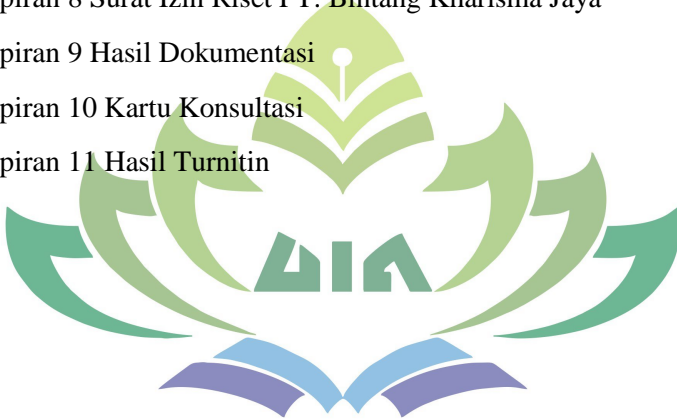 piran 8 Surat Izin Riset PT. Bintang Kharisma Jaya
piran 9 Hasil Dokumentasi
piran 10 Kartu Konsultasi
piran 11 Hasil Turnitin
UIN